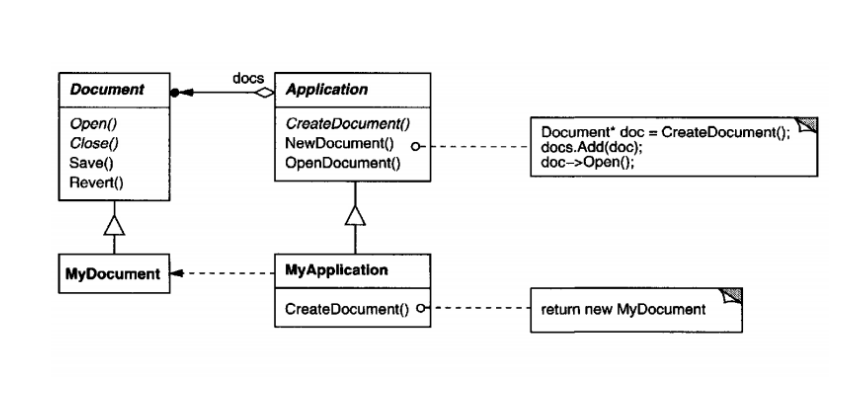 docs
Document
Open()
Close()
Save()
Revert()
Application
CreateDocument()
NewDocument()
OpenDocument()
Document* doc = CreateDocument();
docs.Add(doc);
doc->Open();
MyDocument
MyApplication
CreateDocument()
return new MyDocument